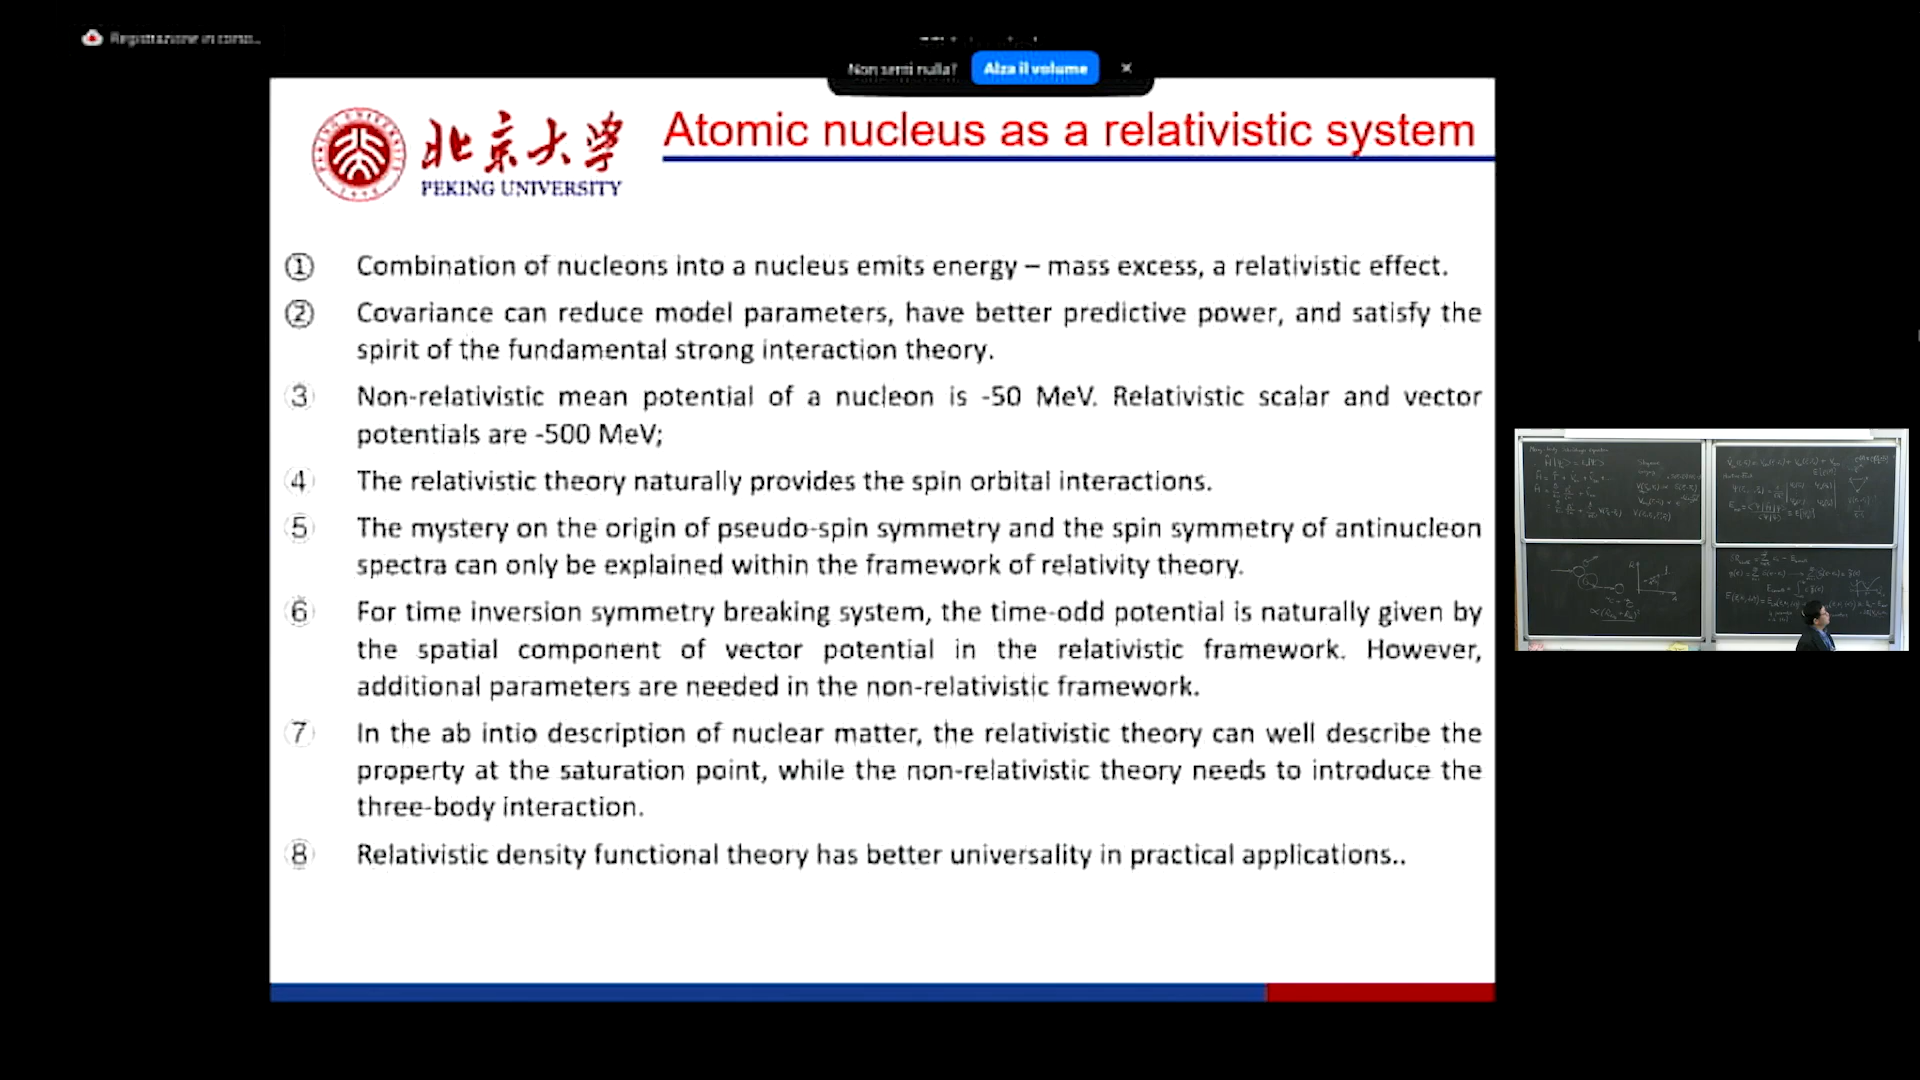 Registrazione in corso...
Non senti nulla? Alza il volume
北京大学
PEKING UNIVERSITY
Atomic nucleus as a relativistic system
① Combination of nucleons into a nucleus emits energy – mass excess, a relativistic effect.
② Covariance can reduce model parameters, have better predictive power, and satisfy the
spirit of the fundamental strong interaction theory.
③ Non-relativistic mean potential of a nucleon is -50 MeV. Relativistic scalar and vector
potentials are -500 MeV;
④ The relativistic theory naturally provides the spin orbital interactions.
⑤ The mystery on the origin of pseudo-spin symmetry and the spin symmetry of antinucleon
spectra can only be explained within the framework of relativity theory.
⑥ For time inversion symmetry breaking system, the time-odd potential is naturally given by
the spatial component of vector potential in the relativistic framework. However,
additional parameters are needed in the non-relativistic framework.
⑦ In the ab intio description of nuclear matter, the relativistic theory can well describe the
property at the saturation point, while the non-relativistic theory needs to introduce the
three-body interaction.
⑧ Relativistic density functional theory has better universality in practical applications..